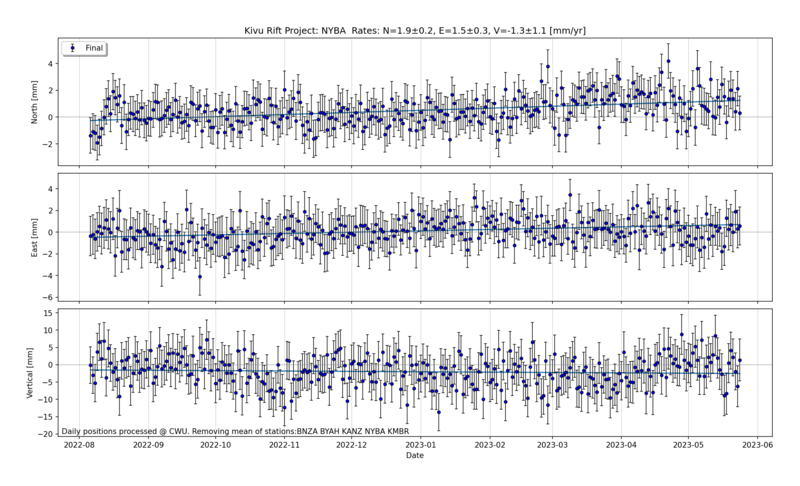 Kivu Rift Project: NYBA Rates: N=1.9±0.2, E=1.5±0.3, V=-1.3±1.1 [mm/yr]
Final
North [mm]
4
2
0
−2
East [mm]
4
2
0
−2
−4
−6
Vertical [mm]
15
10
5
0
−5
−10
−15
−20
Daily positions processed @ CWU. Removing mean of stations:BNZA BYAH KANZ NYBA KMBR
2022-08 2022-09 2022-10 2022-11 2022-12 2023-01 2023-02 2023-03 2023-04 2023-05 2023-06
Date